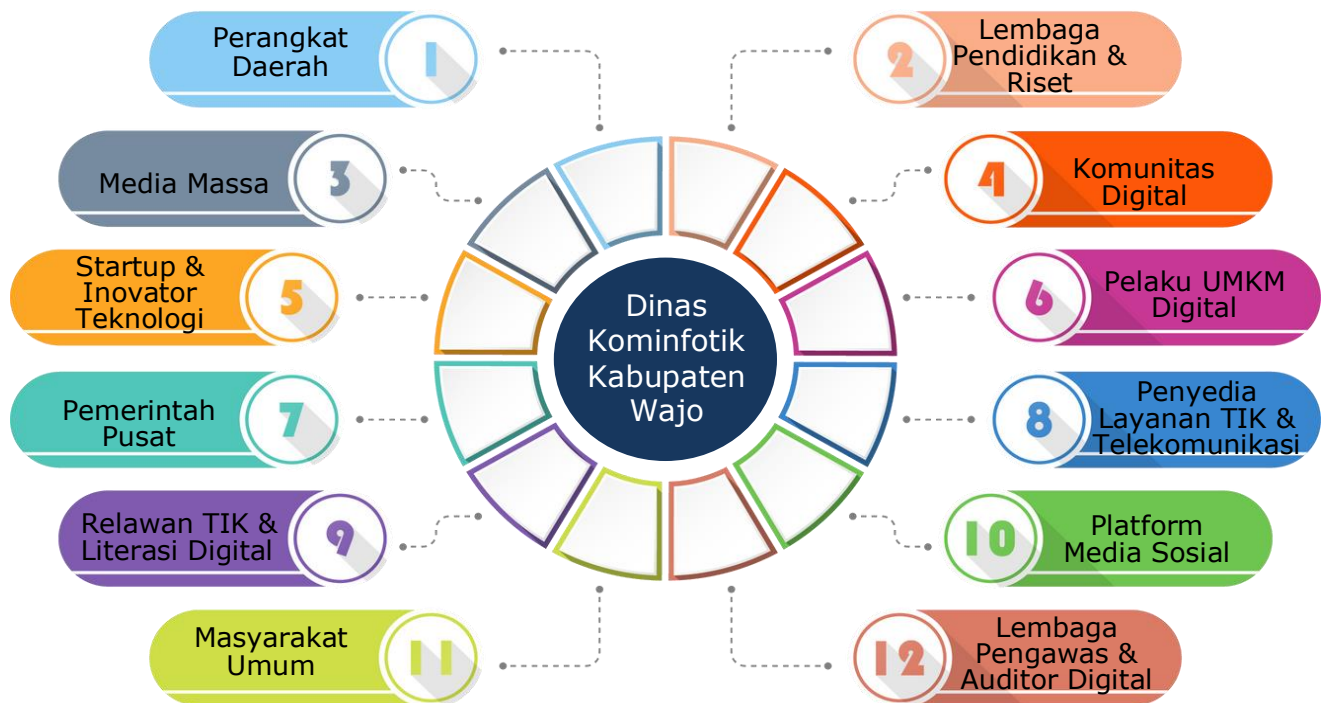 Perangkat
Daerah
1
2
Lembaga
Pendidikan &
Riset
Media Massa
3
4
Komunitas
Digital
Startup &
Inovator
Teknologi
5
6
Pelaku UMKM
Digital
Dinas
Kominfotik
Kabupaten
Wajo
Pemerintah
Pusat
7
8
Penyedia
Layanan TIK &
Telekomunikasi
Relawan TIK &
Literasi Digital
9
10
Platform
Media Sosial
Masyarakat
Umum
11
12
Lembaga
Pengawas &
Auditor Digital